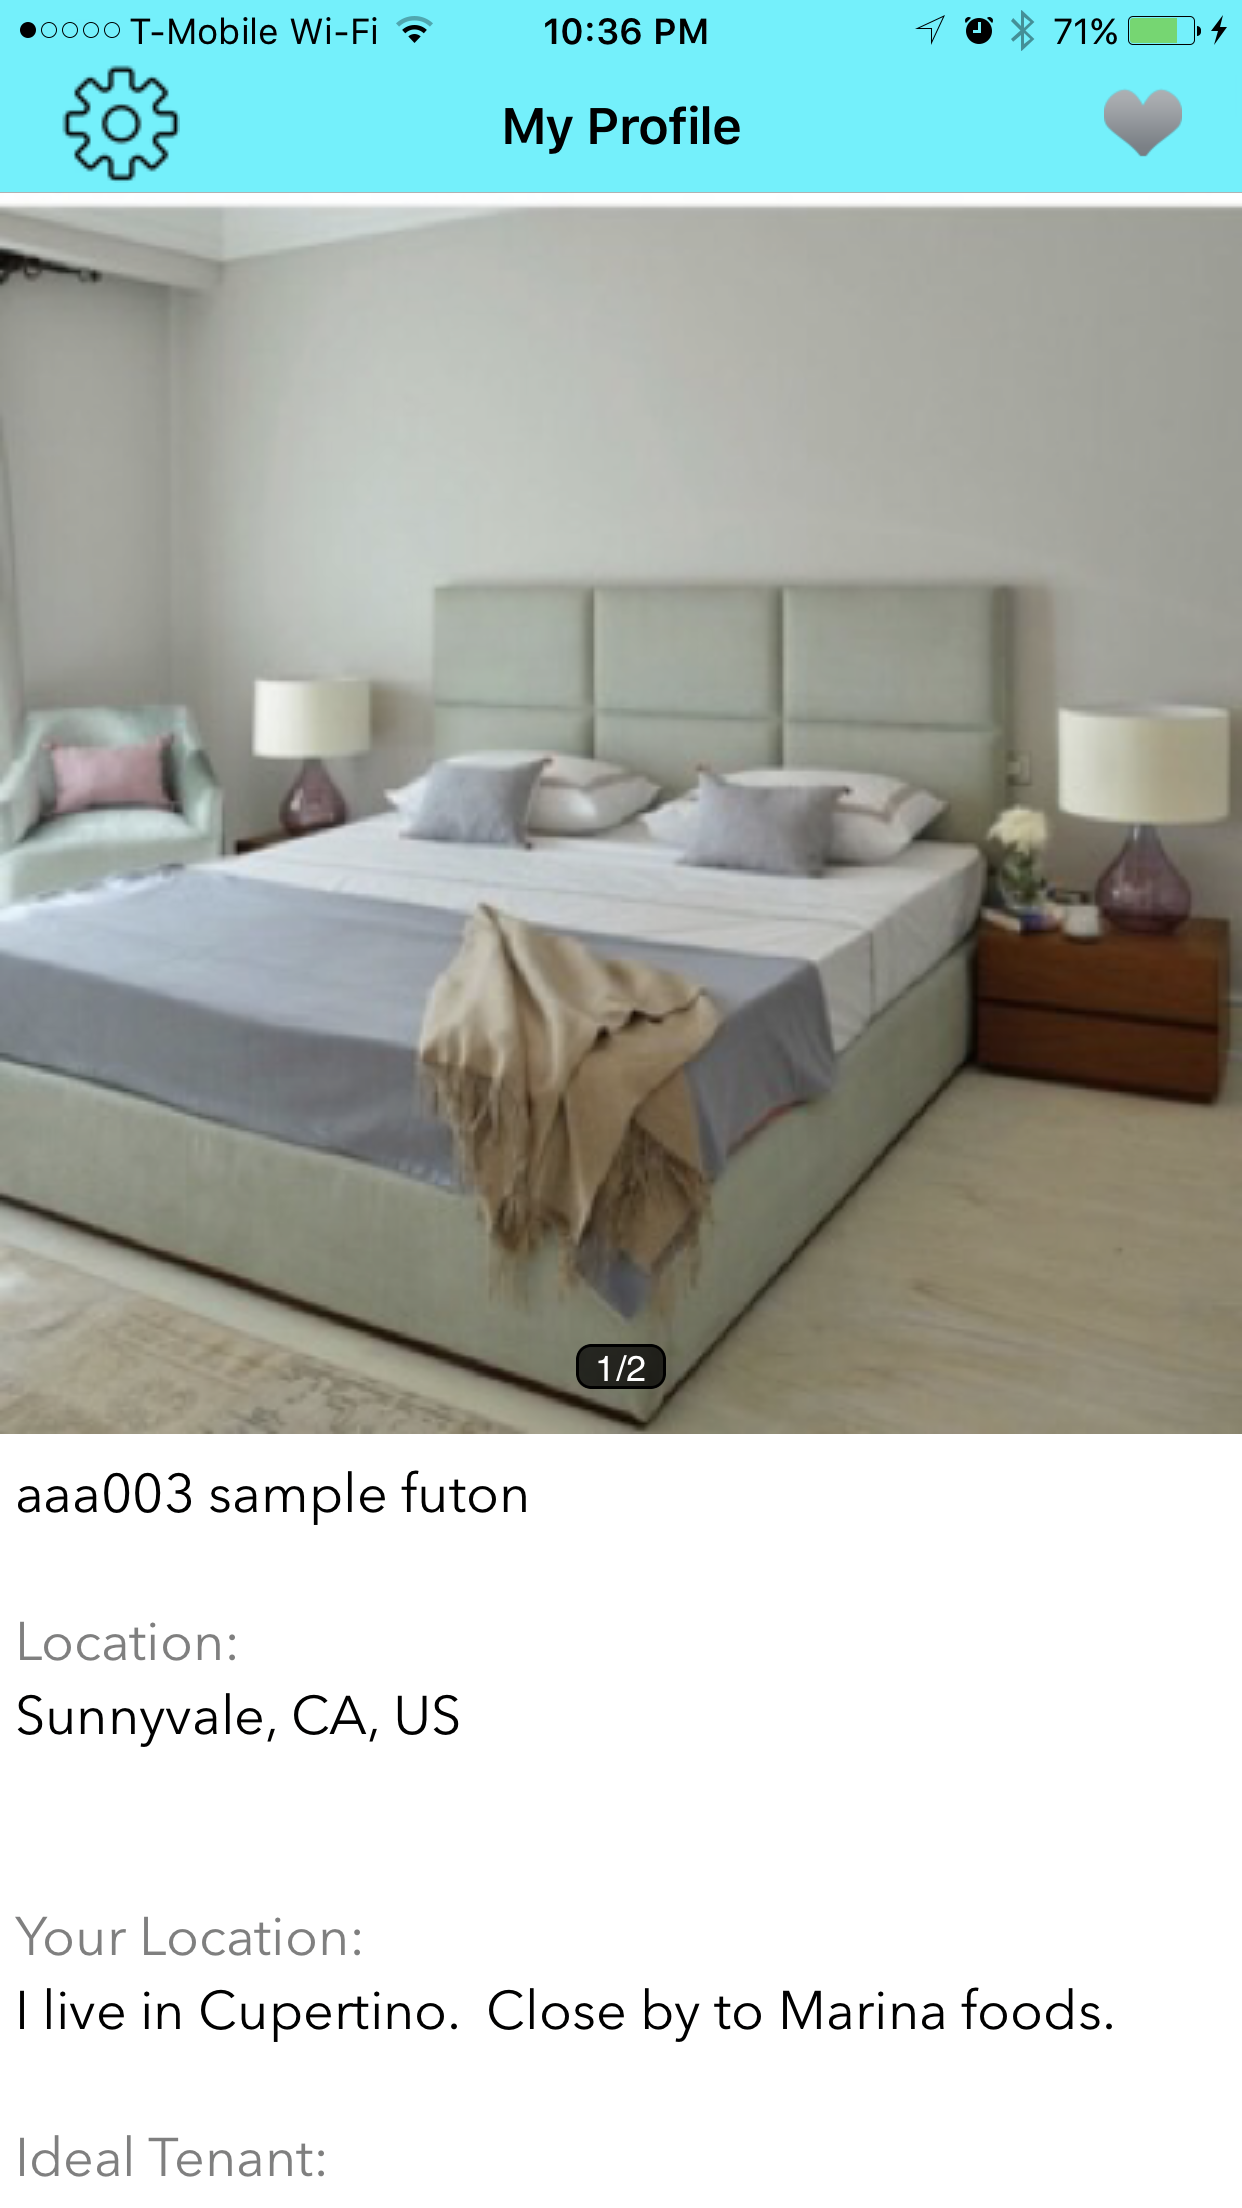 T-Mobile Wi-Fi 10:36 PM 71%
My Profile
1/2
aaa003 sample futon
Location:
Sunnyvale, CA, US
Your Location:
I live in Cupertino.  Close by to Marina foods.
Ideal Tenant: